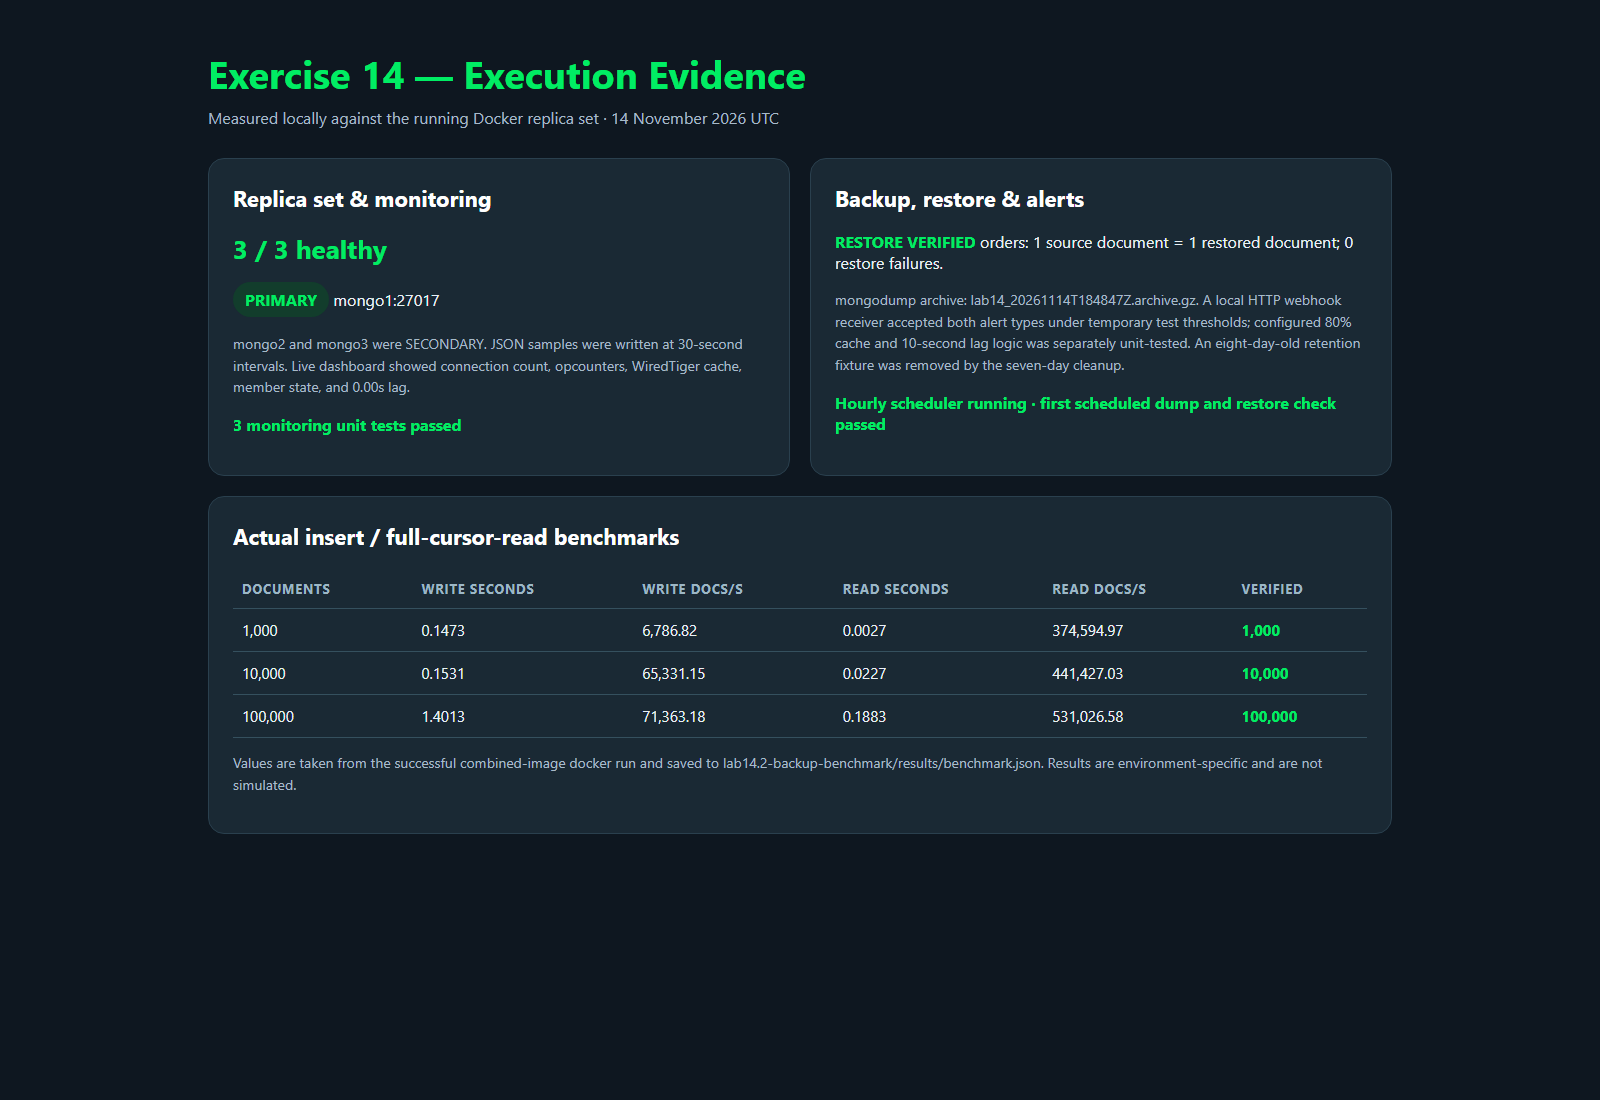 Exercise 14 — Execution Evidence
Measured locally against the running Docker replica set · 14 November 2026 UTC
Replica set & monitoring
3 / 3 healthy
PRIMARY mongo1:27017
mongo2 and mongo3 were SECONDARY. JSON samples were written at 30-second
intervals. Live dashboard showed connection count, opcounters, WiredTiger cache,
member state, and 0.00s lag.
3 monitoring unit tests passed
Backup, restore & alerts
RESTORE VERIFIED orders: 1 source document = 1 restored document; 0
restore failures.
mongodump archive: lab14_20261114T184847Z.archive.gz. A local HTTP webhook
receiver accepted both alert types under temporary test thresholds; configured 80%
cache and 10-second lag logic was separately unit-tested. An eight-day-old retention
fixture was removed by the seven-day cleanup.
Hourly scheduler running · first scheduled dump and restore check
passed
Actual insert / full-cursor-read benchmarks
DOCUMENTS WRITE SECONDS WRITE DOCS/S READ SECONDS READ DOCS/S VERIFIED
1,000 0.1473 6,786.82 0.0027 374,594.97 1,000
10,000 0.1531 65,331.15 0.0227 441,427.03 10,000
100,000 1.4013 71,363.18 0.1883 531,026.58 100,000
Values are taken from the successful combined-image docker run and saved to lab14.2-backup-benchmark/results/benchmark.json. Results are environment-specific and are not
simulated.